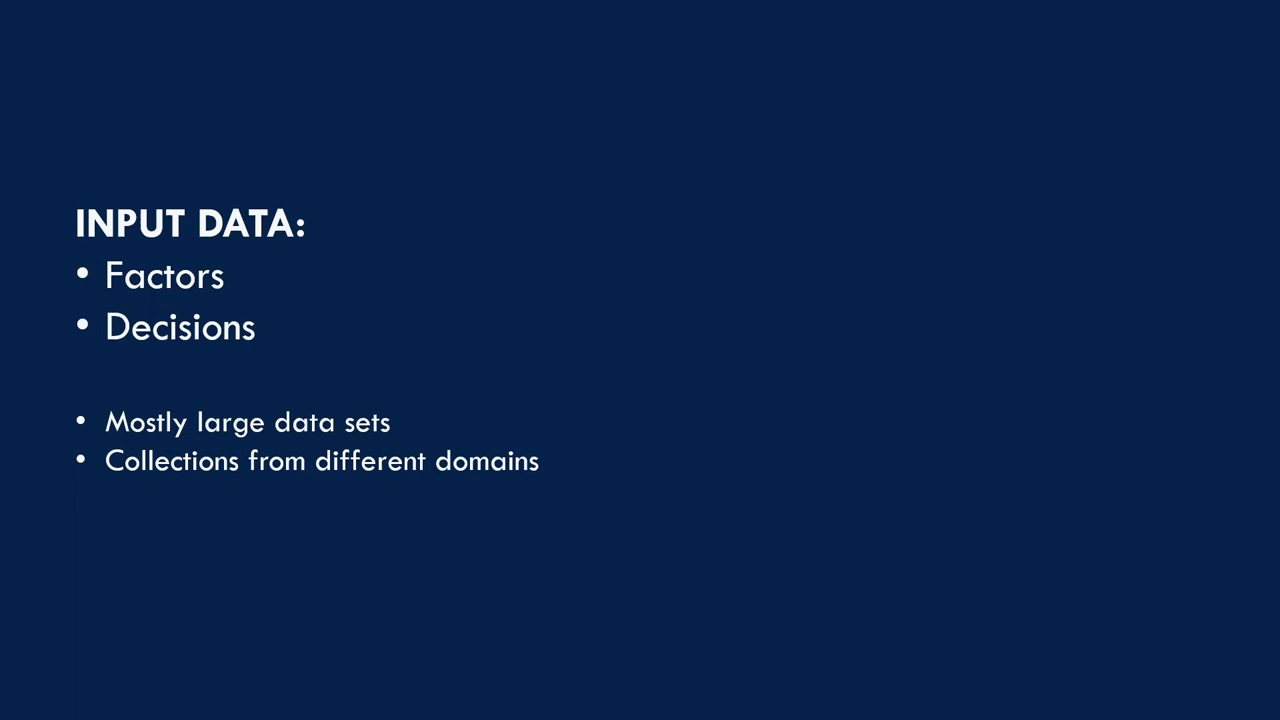 INPUT DATA:
• Factors
• Decisions
• Mostly large data sets
• Collections from different domains